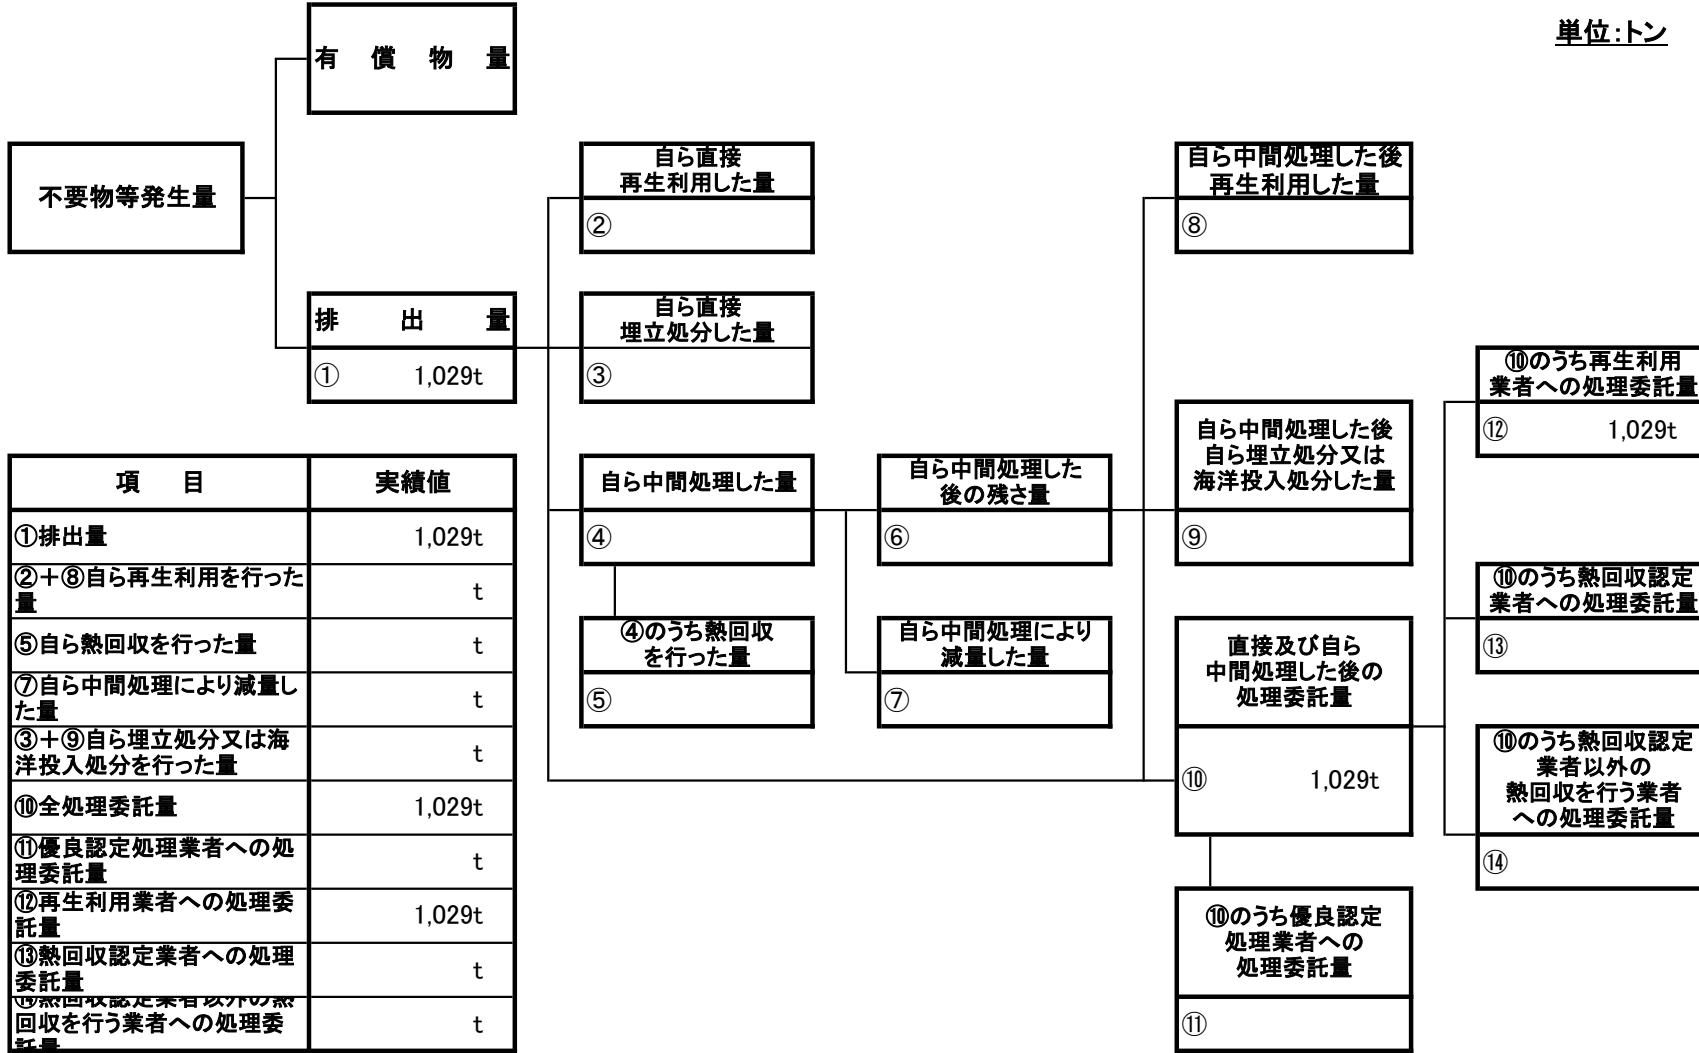 単位:トン
有償物量
不要物等発生量
自ら直接
再生利用した量
②
自ら中間処理した後
再生利用した量
⑧
排出量
① 1,029t
自ら直接
埋立処分した量
③
⑩のうち再生利用
業者への処理委託量
⑫ 1,029t
自ら中間処理した量
④
自ら中間処理した
後の残さ量
⑥
自ら中間処理した後
自ら埋立処分又は
海洋投入処分した量
⑨
⑩のうち熱回収認定
業者への処理委託量
⑬
④のうち熱回収
を行った量
⑤
自ら中間処理により
減量した量
⑦
直接及び自ら
中間処理した後の
処理委託量
⑩ 1,029t
⑩のうち熱回収認定
業者以外の
熱回収を行う業者
への処理委託量
⑭
⑩のうち優良認定
処理業者への
処理委託量
⑪
項目 実績値
①排出量 1,029t
②+⑧自ら再生利用を行った
量 t
⑤自ら熱回収を行った量 t
⑦自ら中間処理により減量し
た量 t
③+⑨自ら埋立処分又は海
洋投入処分を行った量 t
⑩全処理委託量 1,029t
⑪優良認定処理業者への処
理委託量 t
⑫再生利用業者への処理委
託量 1,029t
⑬熱回収認定業者への処理
委託量 t
⑭熱回収認定業者以外の熱
回収を行う業者への処理委
託量 t